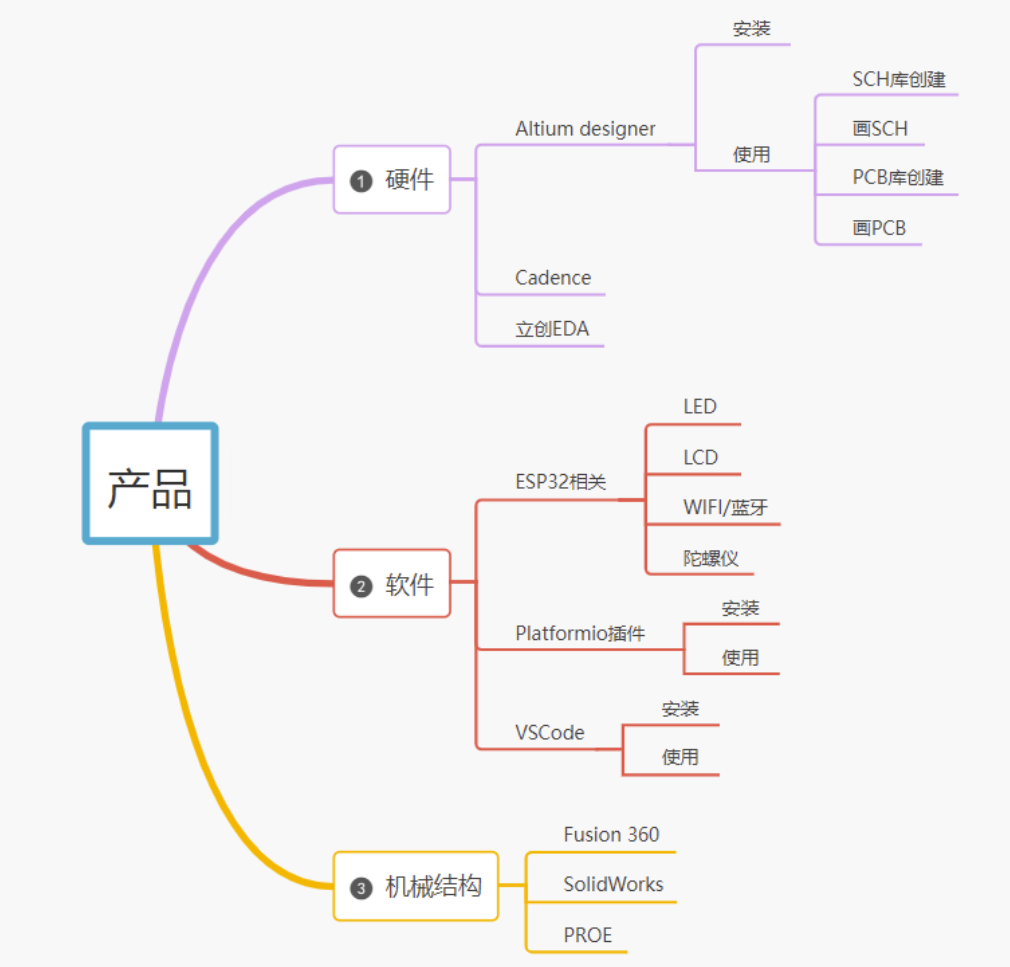 产品
1 硬件
Altium designer
安装
使用
SCH库创建
画SCH
PCB库创建
画PCB
Cadence
立创EDA
2 软件
ESP32相关
LED
LCD
WIFI/蓝牙
陀螺仪
Platformio插件
安装
使用
VSCode
安装
使用
3 机械结构
Fusion 360
SolidWorks
PROE